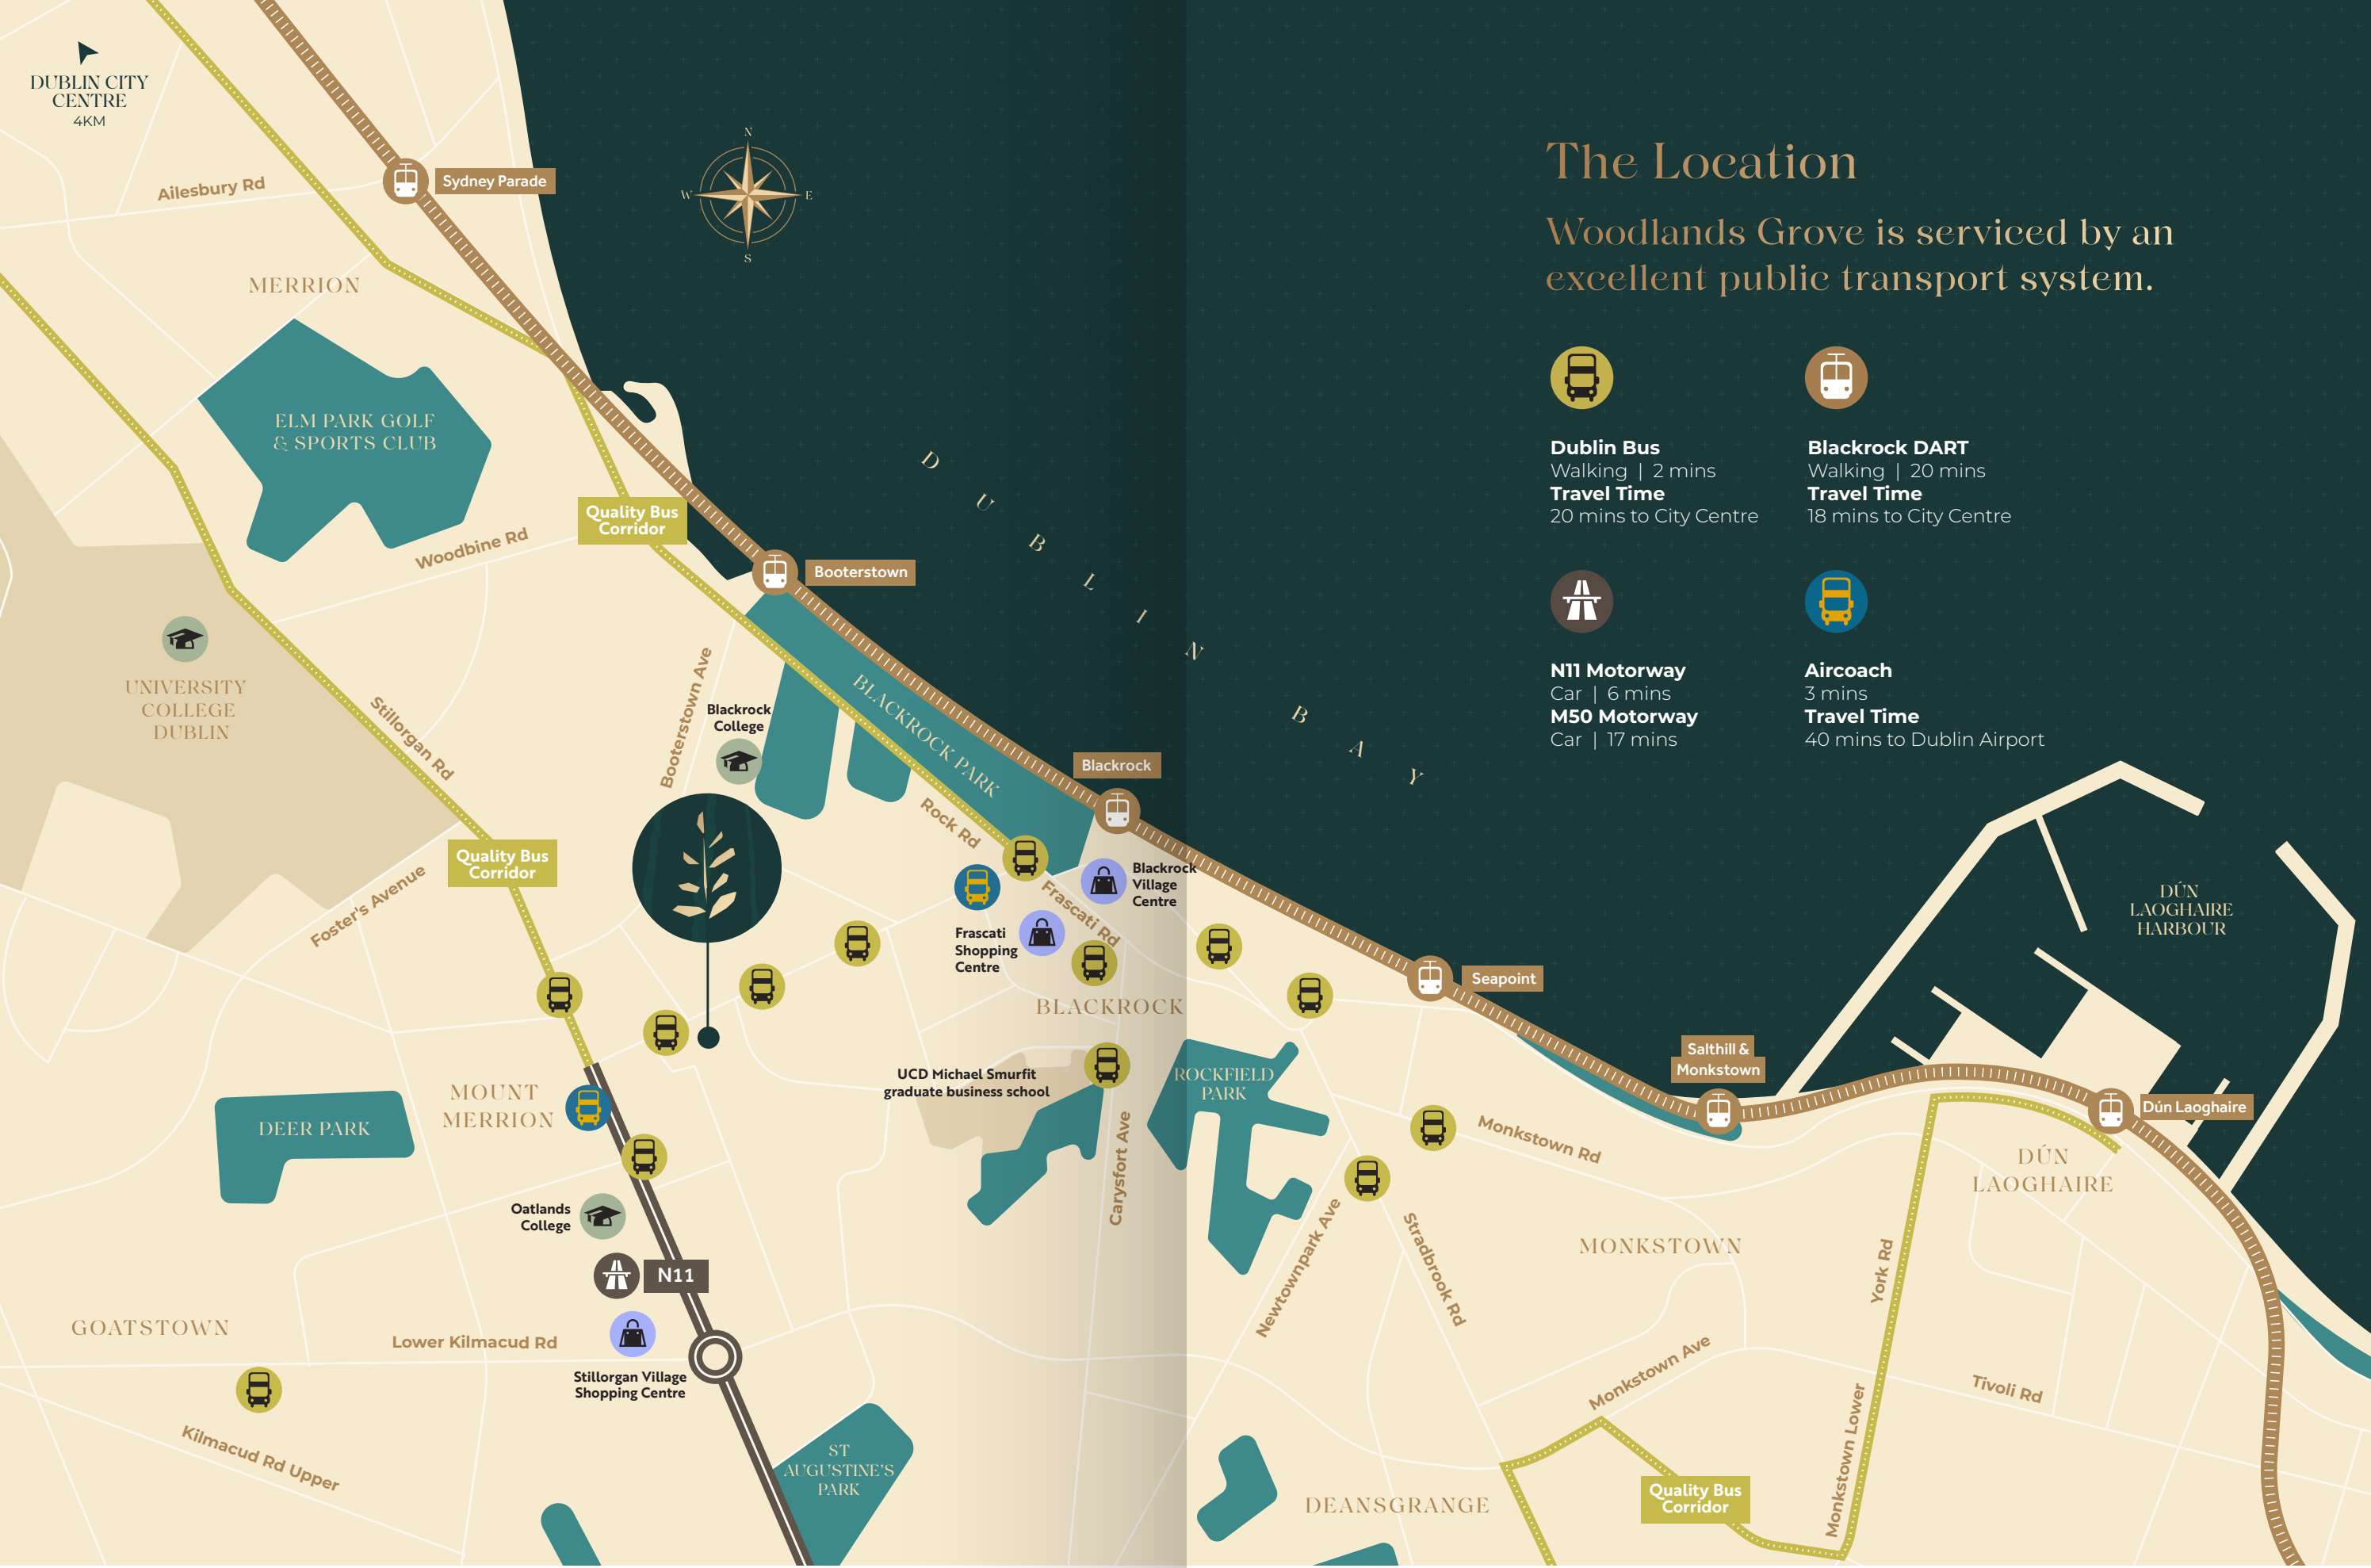 DUBLIN CITY
CENTRE
4KM
Ailesbury Rd
Sydney Parade
MERRION
N
W
E
S
ELM PARK GOLF
& SPORTS CLUB
Quality Bus
Corridor
Woodbine Rd
Booterstown
UNIVERSITY
COLLEGE
DUBLIN
Stillorgan Rd
Booterstown Ave
Blackrock
College
BLACKROCK PARK
Rock Rd
DUBLIN BAY
Blackrock
Quality Bus
Corridor
Foster's Avenue
Frascati Rd
Blackrock
Village
Centre
Frascati
Shopping
Centre
BLACKROCK
UCD Michael Smurfit
graduate business school
Carysfort Ave
MOUNT
MERRION
DEER PARK
Oatlands
College
N11
GOATSTOWN
Lower Kilmacud Rd
Stillorgan Village
Shopping Centre
Kilmacud Rd Upper
ST
AUGUSTINE'S
PARK
The Location
Woodlands Grove is serviced by an
excellent public transport system.
Dublin Bus
Walking | 2 mins
Travel Time
20 mins to City Centre
Blackrock DART
Walking | 20 mins
Travel Time
18 mins to City Centre
N11 Motorway
Car | 6 mins
M50 Motorway
Car | 17 mins
Aircoach
3 mins
Travel Time
40 mins to Dublin Airport
DÚN
LAOGHAIRE
HARBOUR
Seapoint
Salthill &
Monkstown
Dún Laoghaire
ROCKFIELD
PARK
Monkstown Rd
DÚN
LAOGHAIRE
Newtownpark Ave
Stradbrook Rd
MONKSTOWN
York Rd
Monkstown Ave
Tivoli Rd
Monkstown Lower
Quality Bus
Corridor
DEANSGRANGE